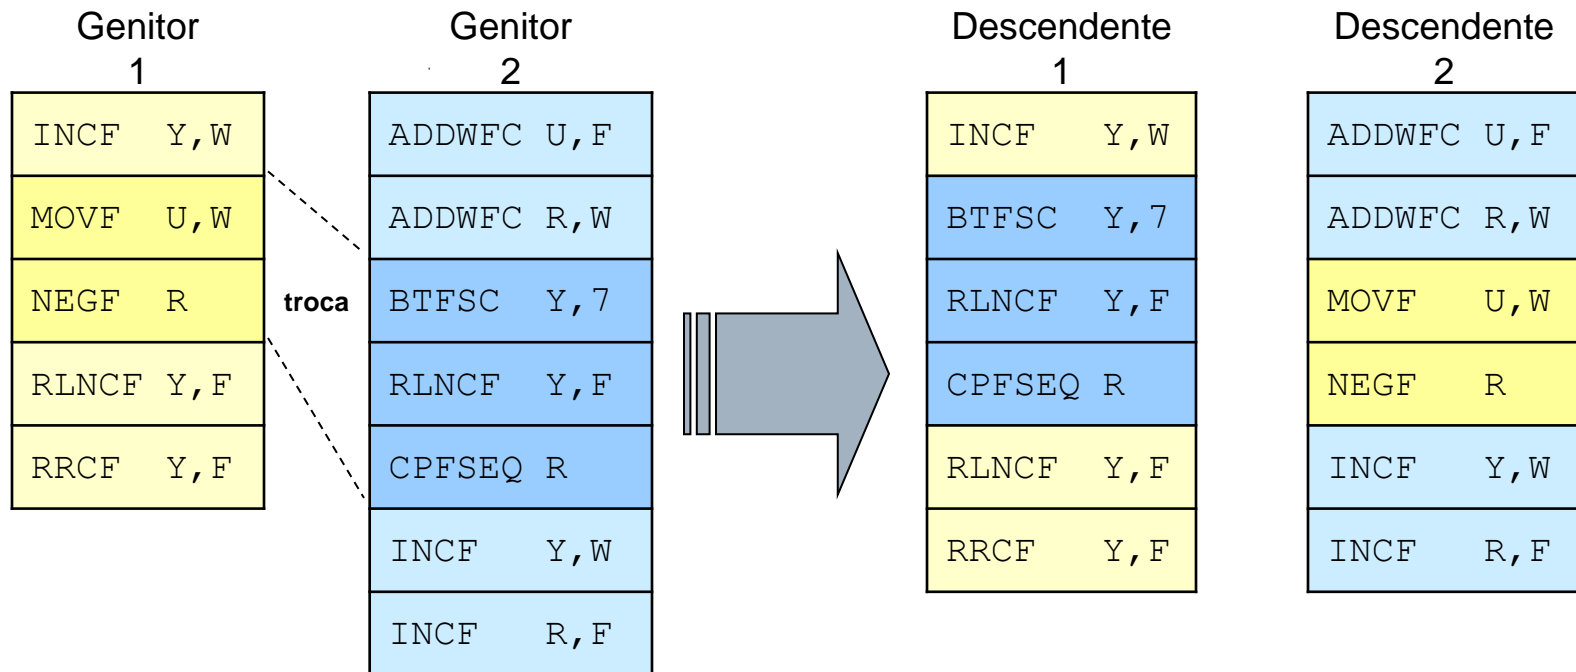 Genitor
1
INCF Y,W
MOVF U,W
NEGF R
RLNCF Y,F
RRCF Y,F
troca
Genitor
2
ADDWFC U,F
ADDWFC R,W
BTFSC Y,7
RLNCF Y,F
CPFSEQ R
INCF Y,W
INCF R,F
Descendente
1
INCF Y,W
BTFSC Y,7
RLNCF Y,F
CPFSEQ R
RLNCF Y,F
RRCF Y,F
Descendente
2
ADDWFC U,F
ADDWFC R,W
MOVF U,W
NEGF R
INCF Y,W
INCF R,F